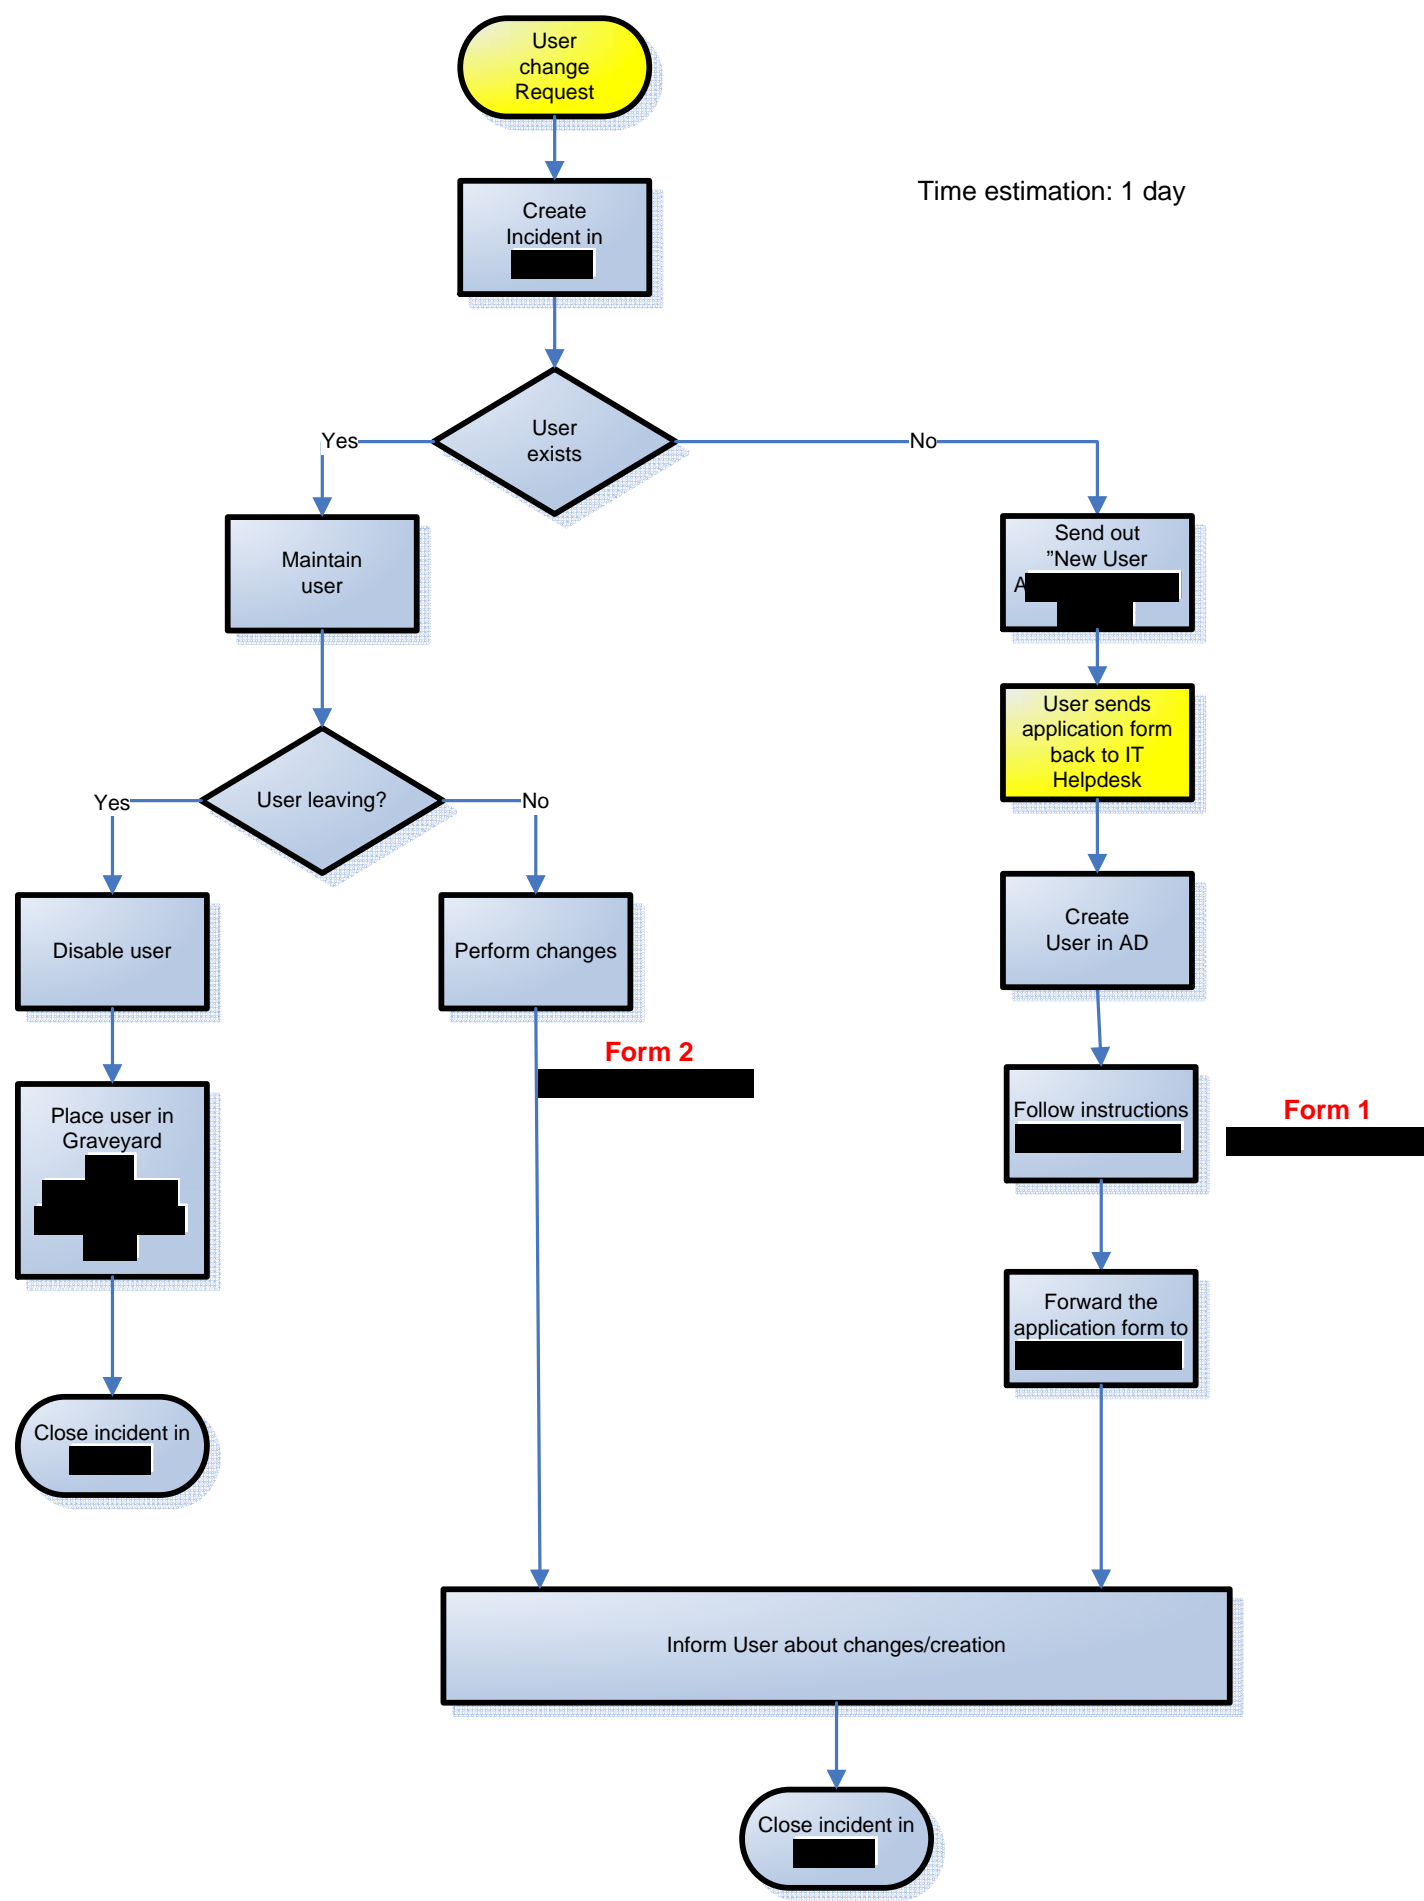 User
change
Request
Time estimation: 1 day
Create
Incident in
User
exists
Yes
No
Maintain
user
Send out
”New User
A
User sends
application form
back to IT
Helpdesk
User leaving?
Yes
No
Disable user
Perform changes
Create
User in AD
Form 2
Follow instructions
Form 1
Place user in
Graveyard
Forward the
application form to
Close incident in
Inform User about changes/creation
Close incident in